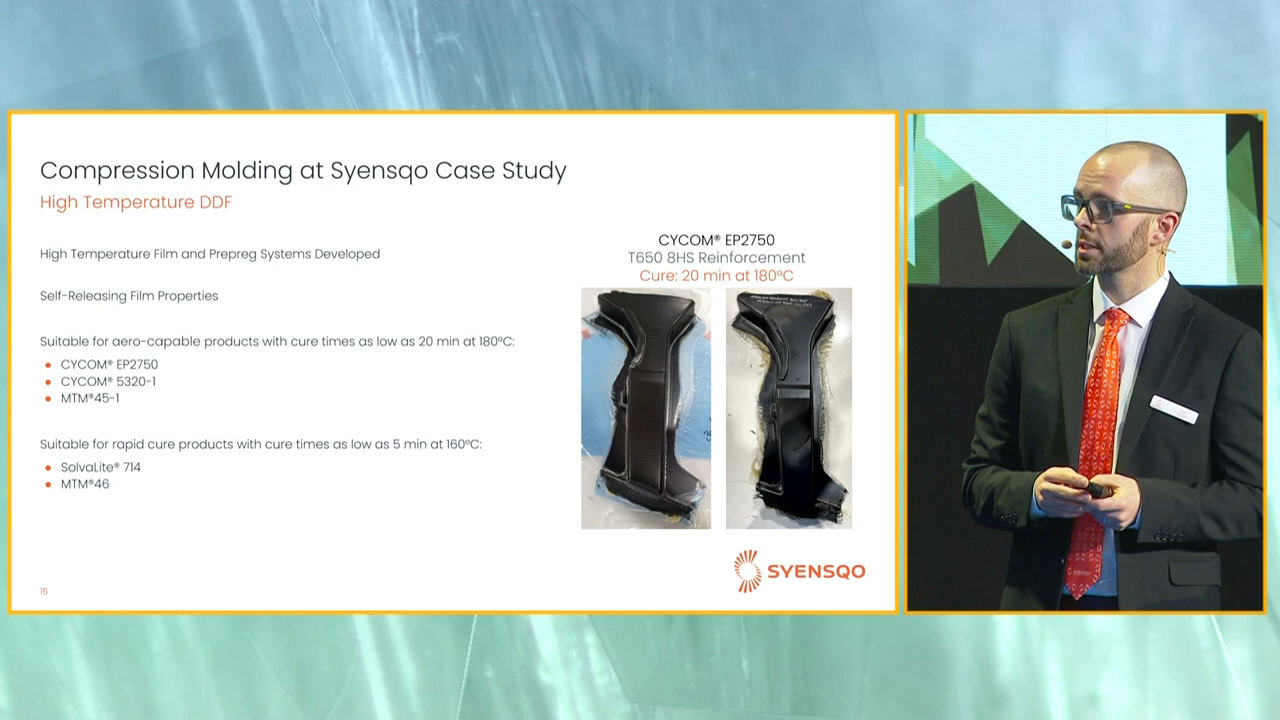 Compression Molding at Syensqo Case Study
High Temperature DDF
High Temperature Film and Prepreg Systems Developed
Self-Releasing Film Properties
Suitable for aero-capable products with cure times as low as 20 min at 180ºC:
• CYCOM® EP2750
• CYCOM® 5320-1
• MTM®45-1
Suitable for rapid cure products with cure times as low as 5 min at 160ºC:
• SolvaLite® 714
• MTM®46
CYCOM® EP2750
T650 8HS Reinforcement
Cure: 20 min at 180ºC
SYENSQO
15